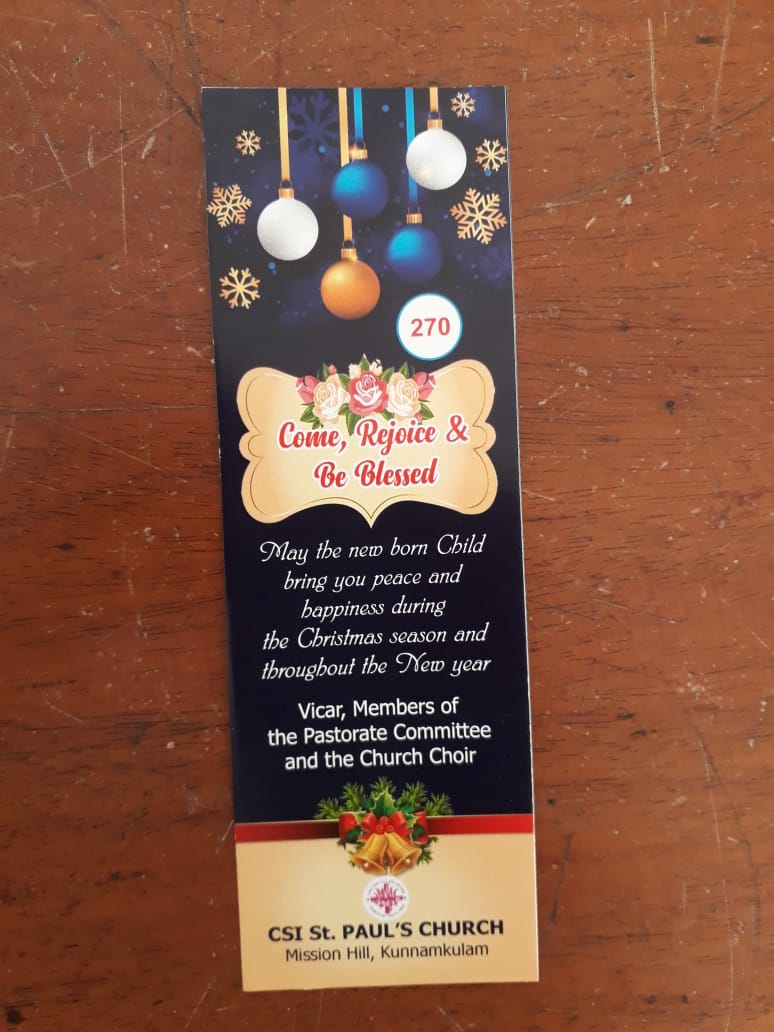 270
Come, Rejoice &
Be Blessed
May the new born Child
bring you peace and
happiness during
the Christmas season and
throughout the New year
Vicar, Members of
the Pastorate Committee
and the Church Choir
CSI St. PAUL'S CHURCH
Mission Hill, Kunnamkulam